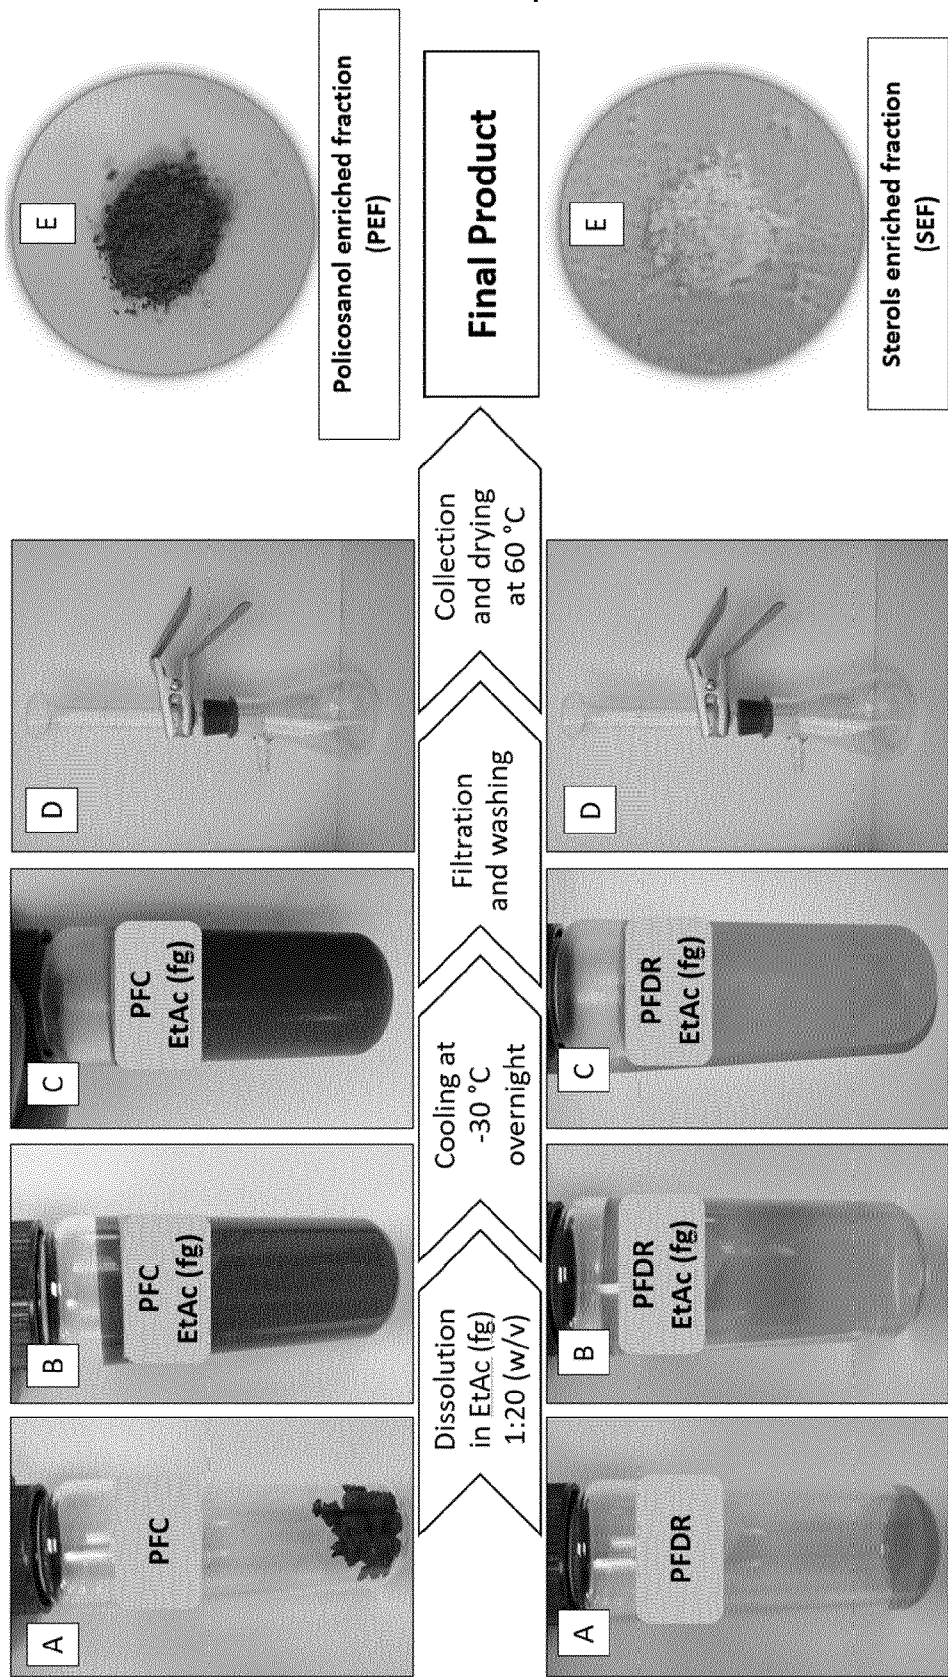 A
PFC
B
PFC
EtAc (fg)
C
PFC
EtAc (fg)
D
E
Policosanol enriched fraction
(PEF)
Dissolution
in EtAc (fg)
1:20 (w/v)
Cooling at
-30 °C
overnight
Filtration
and washing
Collection
and drying
at 60 °C
Final Product
A
PFDR
B
PFDR
EtAc (fg)
C
PFDR
EtAc (fg)
D
E
Sterols enriched fraction
(SEF)